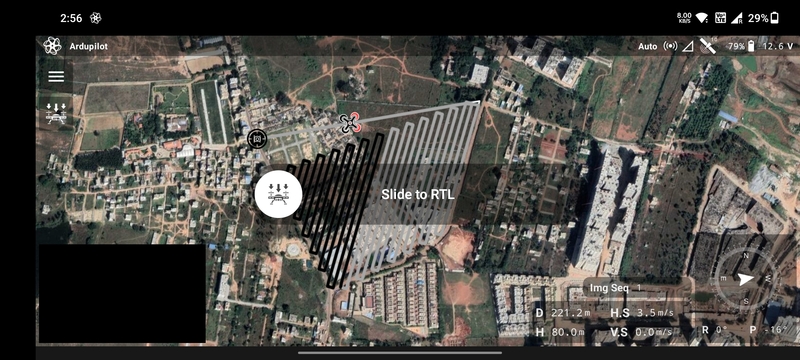 2:56
8.00 KB/S
29%
Ardupilot
Auto
79%
12.6 V
Slide to RTL
N
W
S
Img Seq 1
D 221.2m H.S 3.5m/s
H 80.0m V.S 0.0m/s
R 0° P -16°